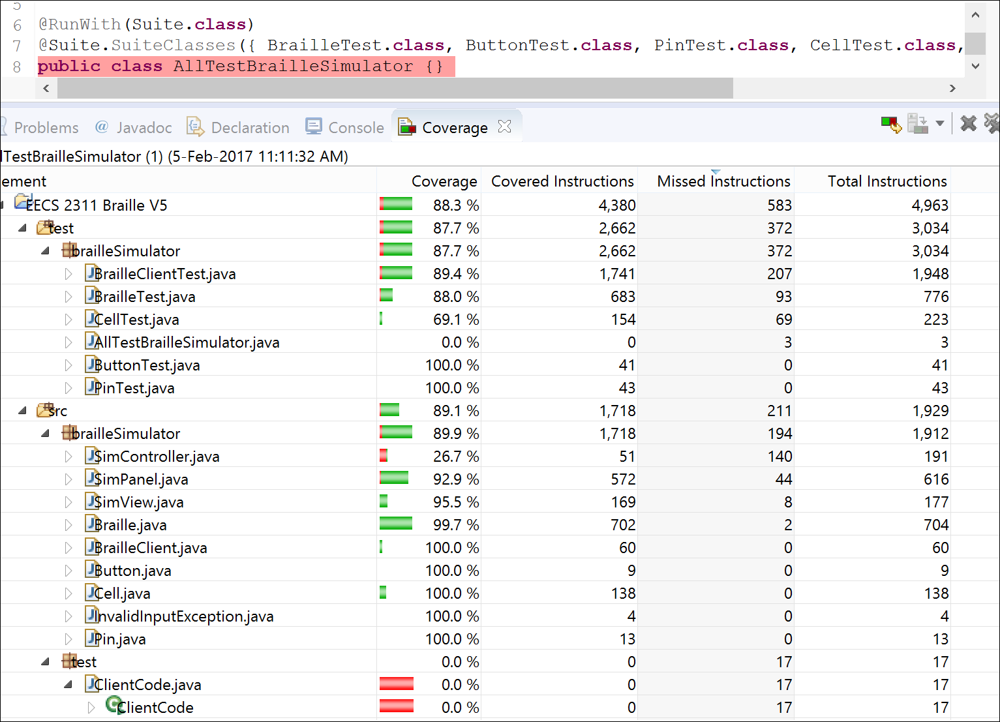 5
6 @RunWith(Suite.class)
7 @Suite.SuiteClasses({ BrailleTest.class, ButtonTest.class, PinTest.class, CellTest.class,
8 public class AllTestBrailleSimulator {}
Problems @ Javadoc Declaration Console Coverage
lTestBrailleSimulator (1) (5-Feb-2017 11:11:32 AM)
ement Coverage Covered Instructions Missed Instructions Total Instructions
EECS 2311 Braille V5 88.3 % 4,380 583 4,963
test 87.7 % 2,662 372 3,034
brailleSimulator 87.7 % 2,662 372 3,034
BrailleClientTest.java 89.4 % 1,741 207 1,948
BrailleTest.java 88.0 % 683 93 776
CellTest.java 69.1 % 154 69 223
AllTestBrailleSimulator.java 0.0 % 0 3 3
ButtonTest.java 100.0 % 41 0 41
PinTest.java 100.0 % 43 0 43
src 89.1 % 1,718 211 1,929
brailleSimulator 89.9 % 1,718 194 1,912
SimController.java 26.7 % 51 140 191
SimPanel.java 92.9 % 572 44 616
SimView.java 95.5 % 169 8 177
Braille.java 99.7 % 702 2 704
BrailleClient.java 100.0 % 60 0 60
Button.java 100.0 % 9 0 9
Cell.java 100.0 % 138 0 138
InvalidInputException.java 100.0 % 4 0 4
Pin.java 100.0 % 13 0 13
test 0.0 % 0 17 17
ClientCode.java 0.0 % 0 17 17
ClientCode 0.0 % 0 17 17